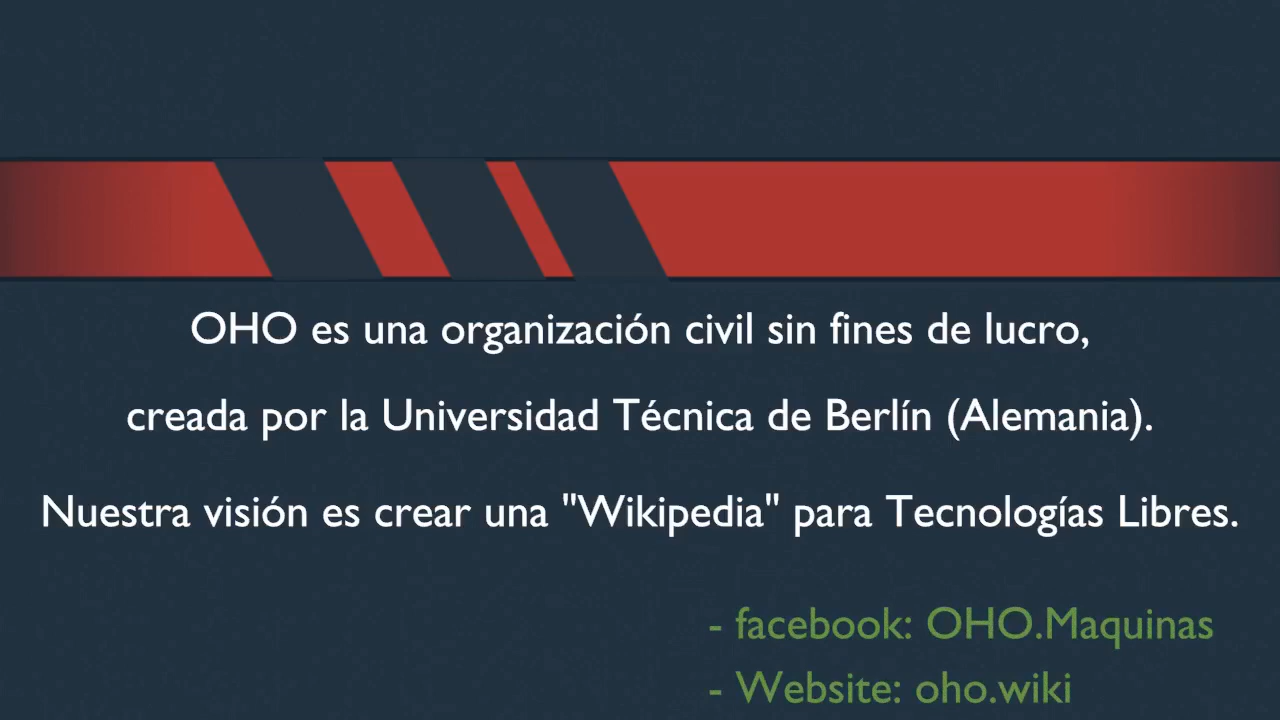 OHO es una organización civil sin fines de lucro,
creada por la Universidad Técnica de Berlín (Alemania).
Nuestra visión es crear una "Wikipedia" para Tecnologías Libres.
- facebook: OHO.Maquinas
- Website: oho.wiki